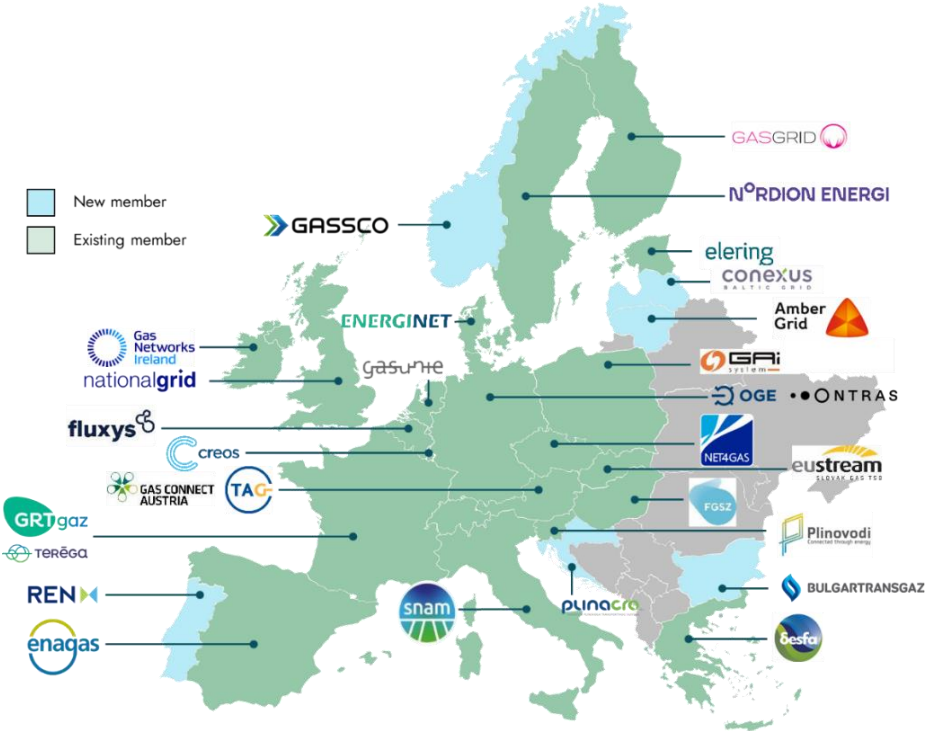 GASGRID
NORDION ENERGI
New member
GASSCO
Existing member
elering
conexus
BALTIC GRID
Amber
Grid
ENERGINET
Gas
Networks
Ireland
GAi
system
nationalgrid
gasunie
OGE
ONTRAS
fluxys
NET4GAS
creos
eustream
SLOVAK GAS TSO
GAS CONNECT
AUSTRIA
TAG
FGSZ
GRTgaz
Plinovodi
Connected through energy
TERĒGA
REN
snam
plinacro
BULGARTRANSGAZ
enagas
desfa